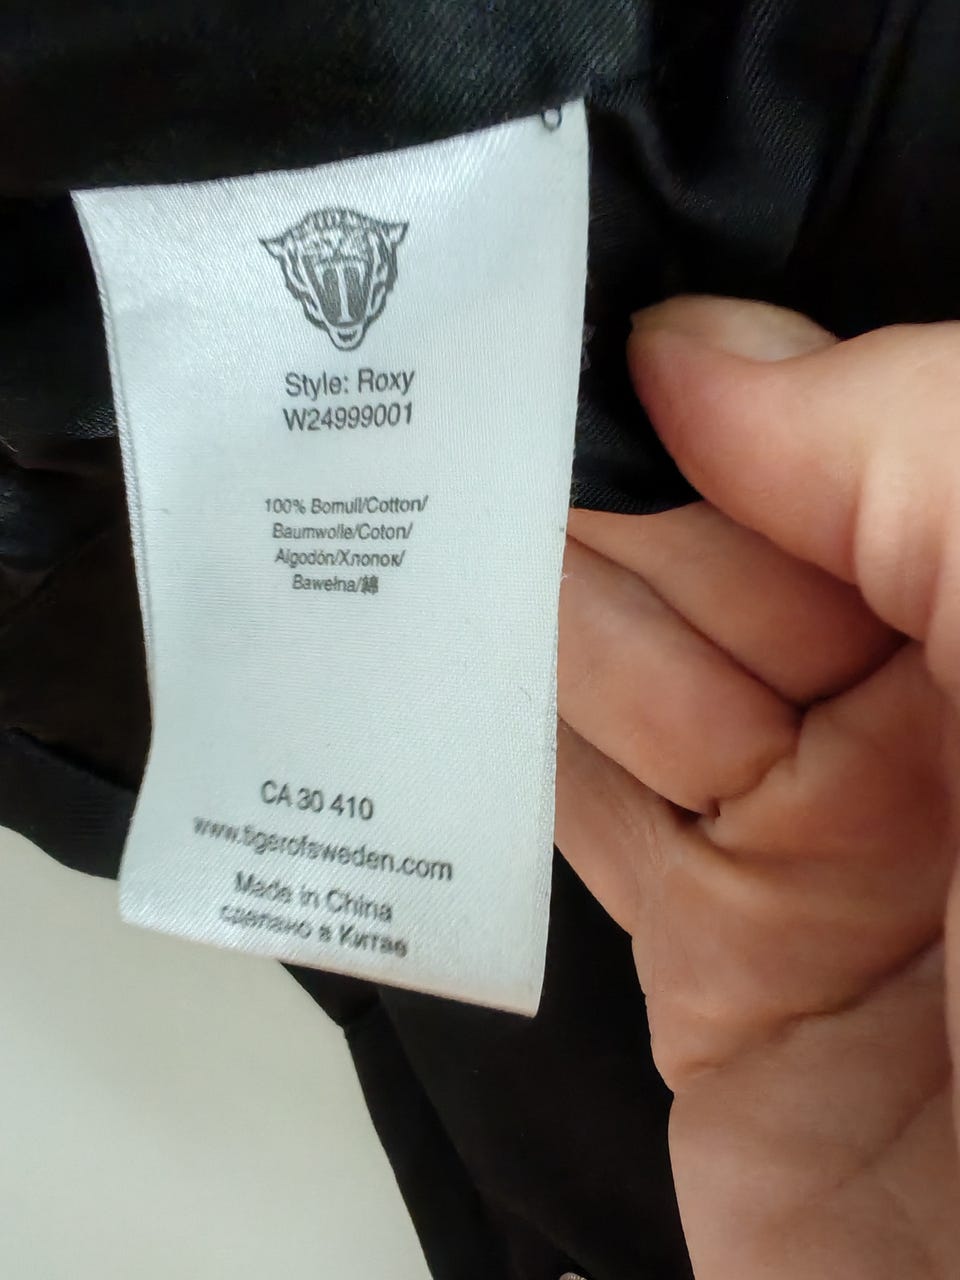 Style: Roxy
W24999001
100% Bomull/Cotton/
Baumwolle/Coton/
Algodón/Хлопок/
Bawełna/綿
CA 30 410
www.tigerofsweden.com
Made in China
сделано в Китае